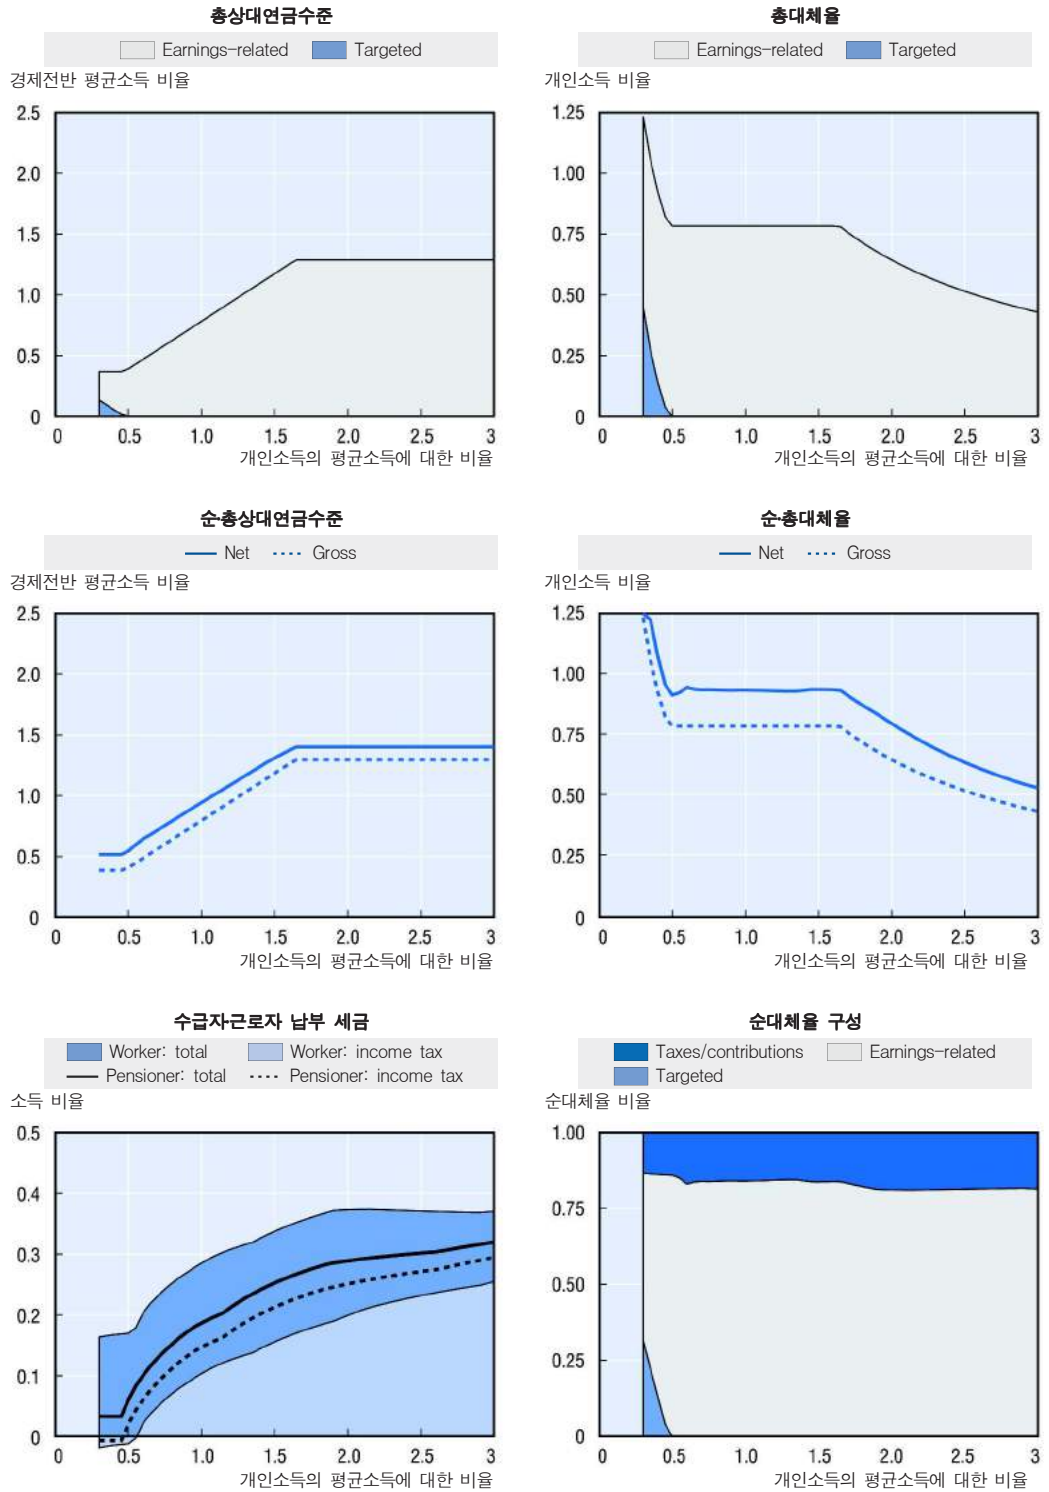 총상대연금수준
Earnings-related Targeted
경제전반 평균소득 비율
2.5
2.0
1.5
1.0
0.5
0
0 0.5 1.0 1.5 2.0 2.5 3
개인소득의 평균소득에 대한 비율
총대체율
Earnings-related Targeted
개인소득 비율
1.25
1.00
0.75
0.50
0.25
0
0 0.5 1.0 1.5 2.0 2.5 3
개인소득의 평균소득에 대한 비율
순·총상대연금수준
Net Gross
경제전반 평균소득 비율
2.5
2.0
1.5
1.0
0.5
0
0 0.5 1.0 1.5 2.0 2.5 3
개인소득의 평균소득에 대한 비율
순·총대체율
Net Gross
개인소득 비율
1.25
1.00
0.75
0.50
0.25
0
0 0.5 1.0 1.5 2.0 2.5 3
개인소득의 평균소득에 대한 비율
수급자·근로자 납부 세금
Worker: total Worker: income tax
Pensioner: total Pensioner: income tax
소득 비율
0.5
0.4
0.3
0.2
0.1
0
0 0.5 1.0 1.5 2.0 2.5 3
개인소득의 평균소득에 대한 비율
순대체율 구성
Taxes/contributions Earnings-related
Targeted
순대체율 비율
1.00
0.75
0.50
0.25
0
0 0.5 1.0 1.5 2.0 2.5 3
개인소득의 평균소득에 대한 비율